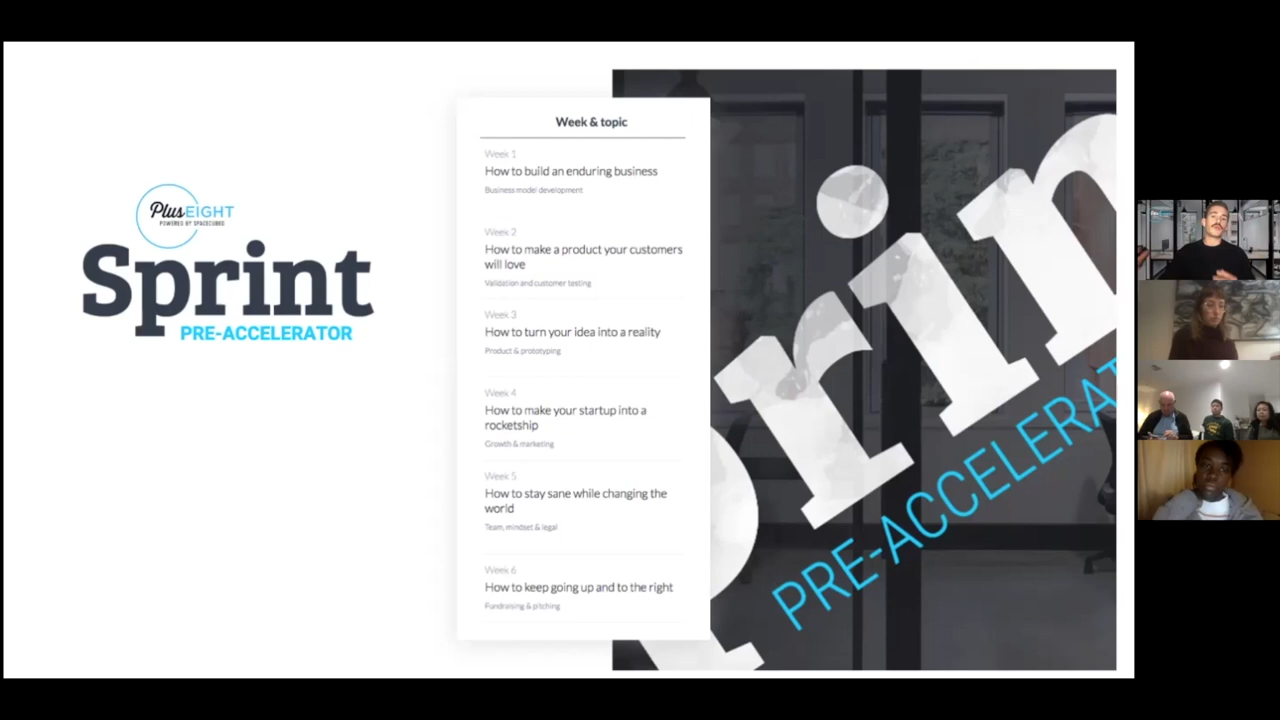 PlusEIGHT
POWERED BY SPACECUBED
Sprint
PRE-ACCELERATOR
Week & topic
Week 1
How to build an enduring business
Business model development
Week 2
How to make a product your customers
will love
Validation and customer testing
Week 3
How to turn your idea into a reality
Product & prototyping
Week 4
How to make your startup into a
rocketship
Growth & marketing
Week 5
How to stay sane while changing the
world
Team, mindset & legal
Week 6
How to keep going up and to the right
Fundraising & pitching
prin
PRE-ACCELERAT